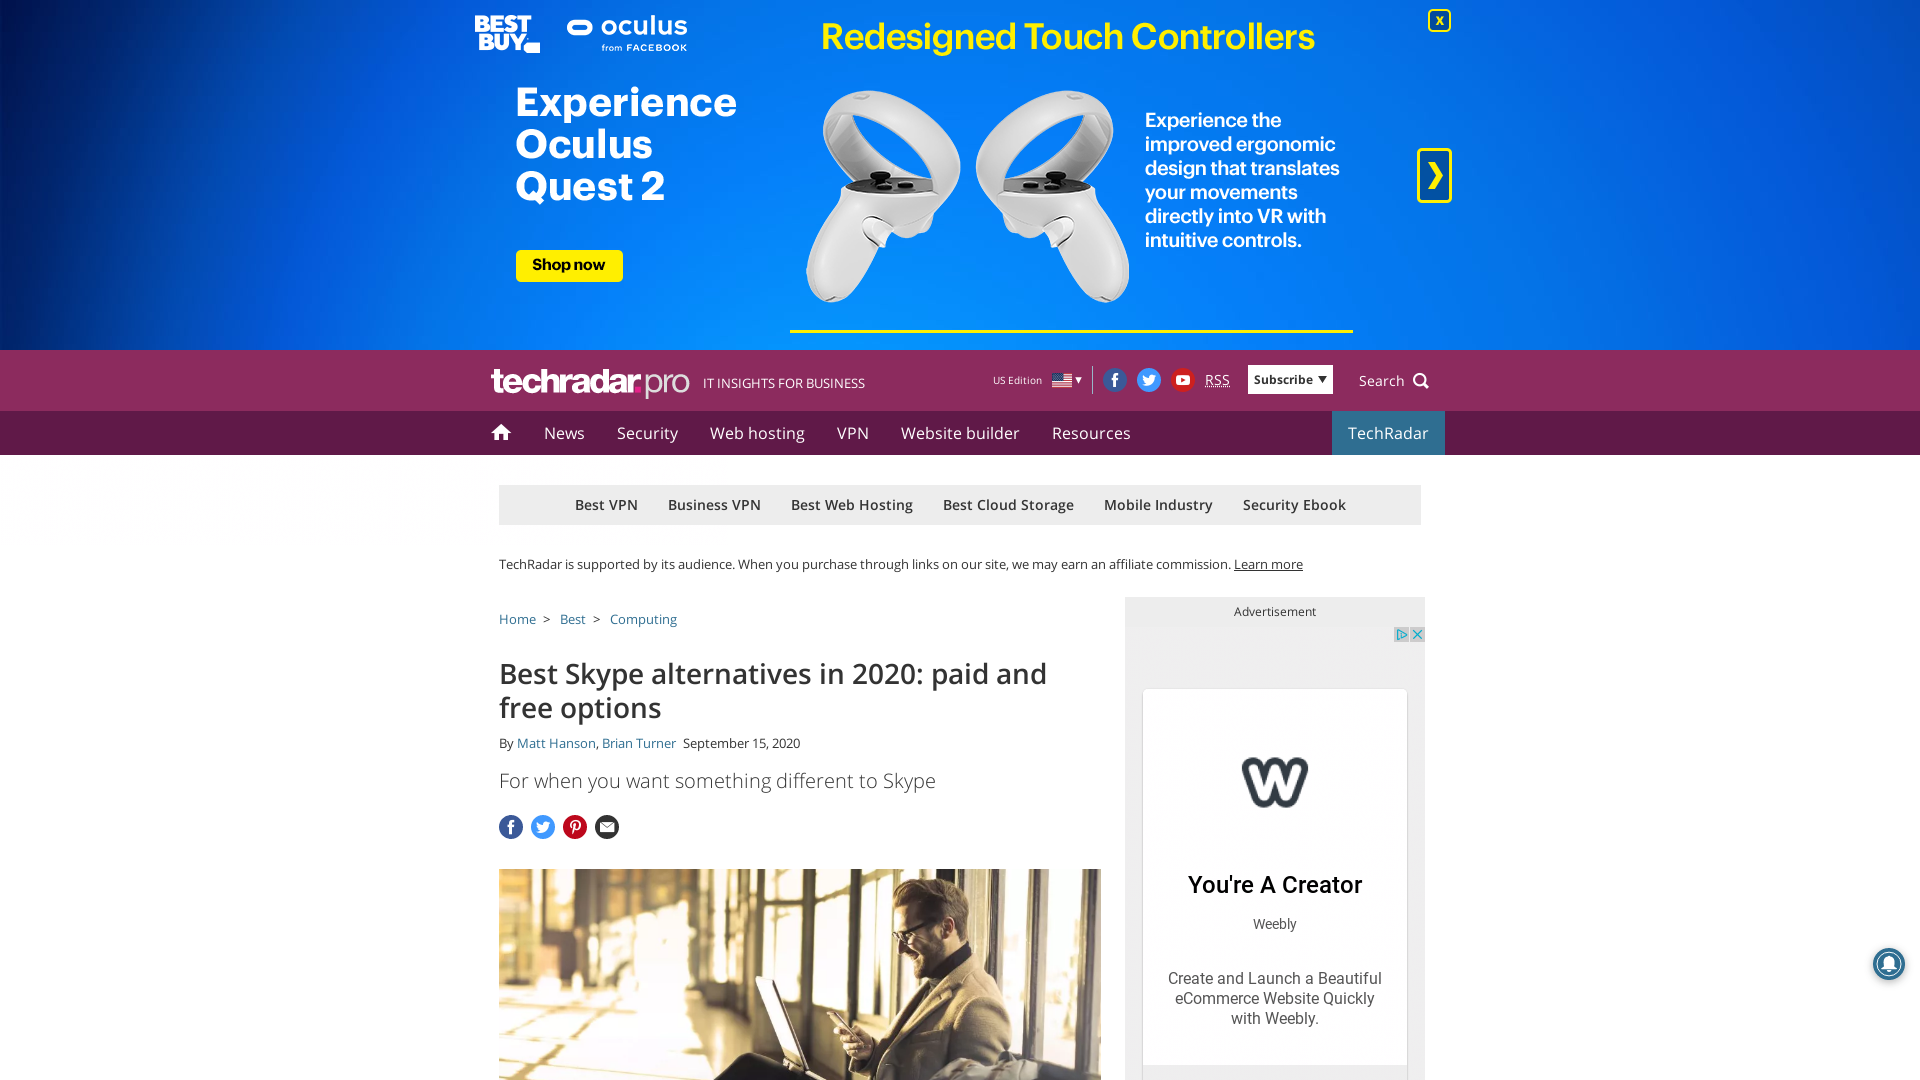 BEST
BUY
oculus
from FACEBOOK
Redesigned Touch Controllers
x
Experience
Oculus
Quest 2
Experience the
improved ergonomic
design that translates
your movements
directly into VR with
intuitive controls.
Shop now
techradar.pro
IT INSIGHTS FOR BUSINESS
US Edition
RSS
Subscribe
Search
News
Security
Web hosting
VPN
Website builder
Resources
TechRadar
Best VPN
Business VPN
Best Web Hosting
Best Cloud Storage
Mobile Industry
Security Ebook
TechRadar is supported by its audience. When you purchase through links on our site, we may earn an affiliate commission. Learn more
Home > Best > Computing
Advertisement
Best Skype alternatives in 2020: paid and
free options
By Matt Hanson, Brian Turner September 15, 2020
For when you want something different to Skype
You're A Creator
Weebly
Create and Launch a Beautiful
eCommerce Website Quickly
with Weebly.